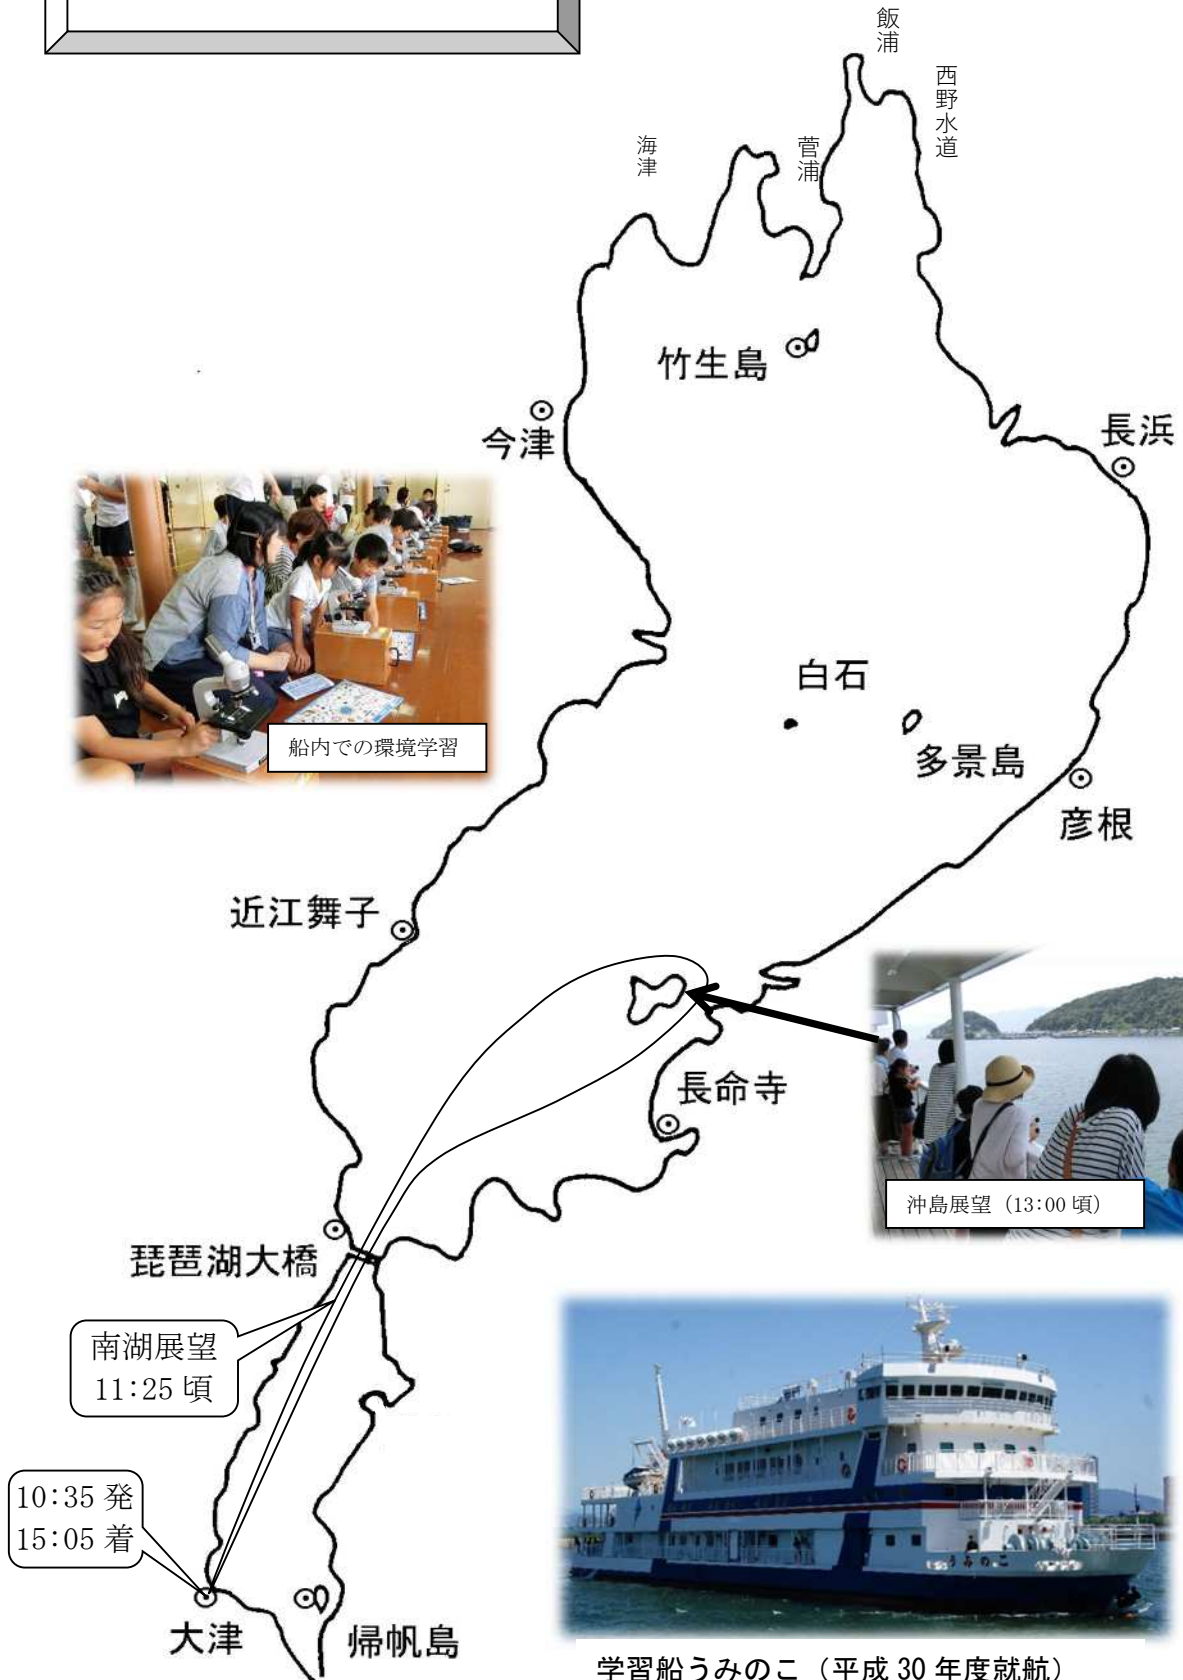 飯浦
西野水道
海津
菅浦
竹生島
今津
長浜
船内での環境学習
白石
多景島
彦根
近江舞子
長命寺
沖島展望（13:00 頃）
琵琶湖大橋
南湖展望
11:25 頃
10:35 発
15:05 着
うみのこ
大津
帰帆島
学習船うみのこ（平成 30 年度就航）